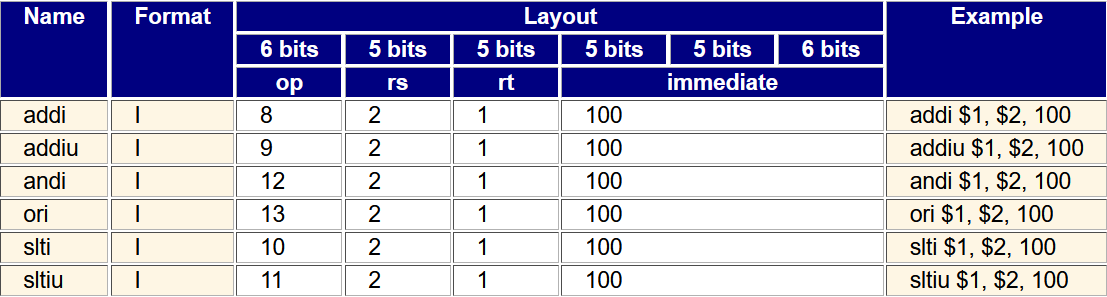 Name Format Layout Example
6 bits 5 bits 5 bits 5 bits 5 bits 6 bits
op rs rt immediate
addi I 8 2 1 100 addi $1, $2, 100
addiu I 9 2 1 100 addiu $1, $2, 100
andi I 12 2 1 100 andi $1, $2, 100
ori I 13 2 1 100 ori $1, $2, 100
slti I 10 2 1 100 slti $1, $2, 100
sltiu I 11 2 1 100 sltiu $1, $2, 100